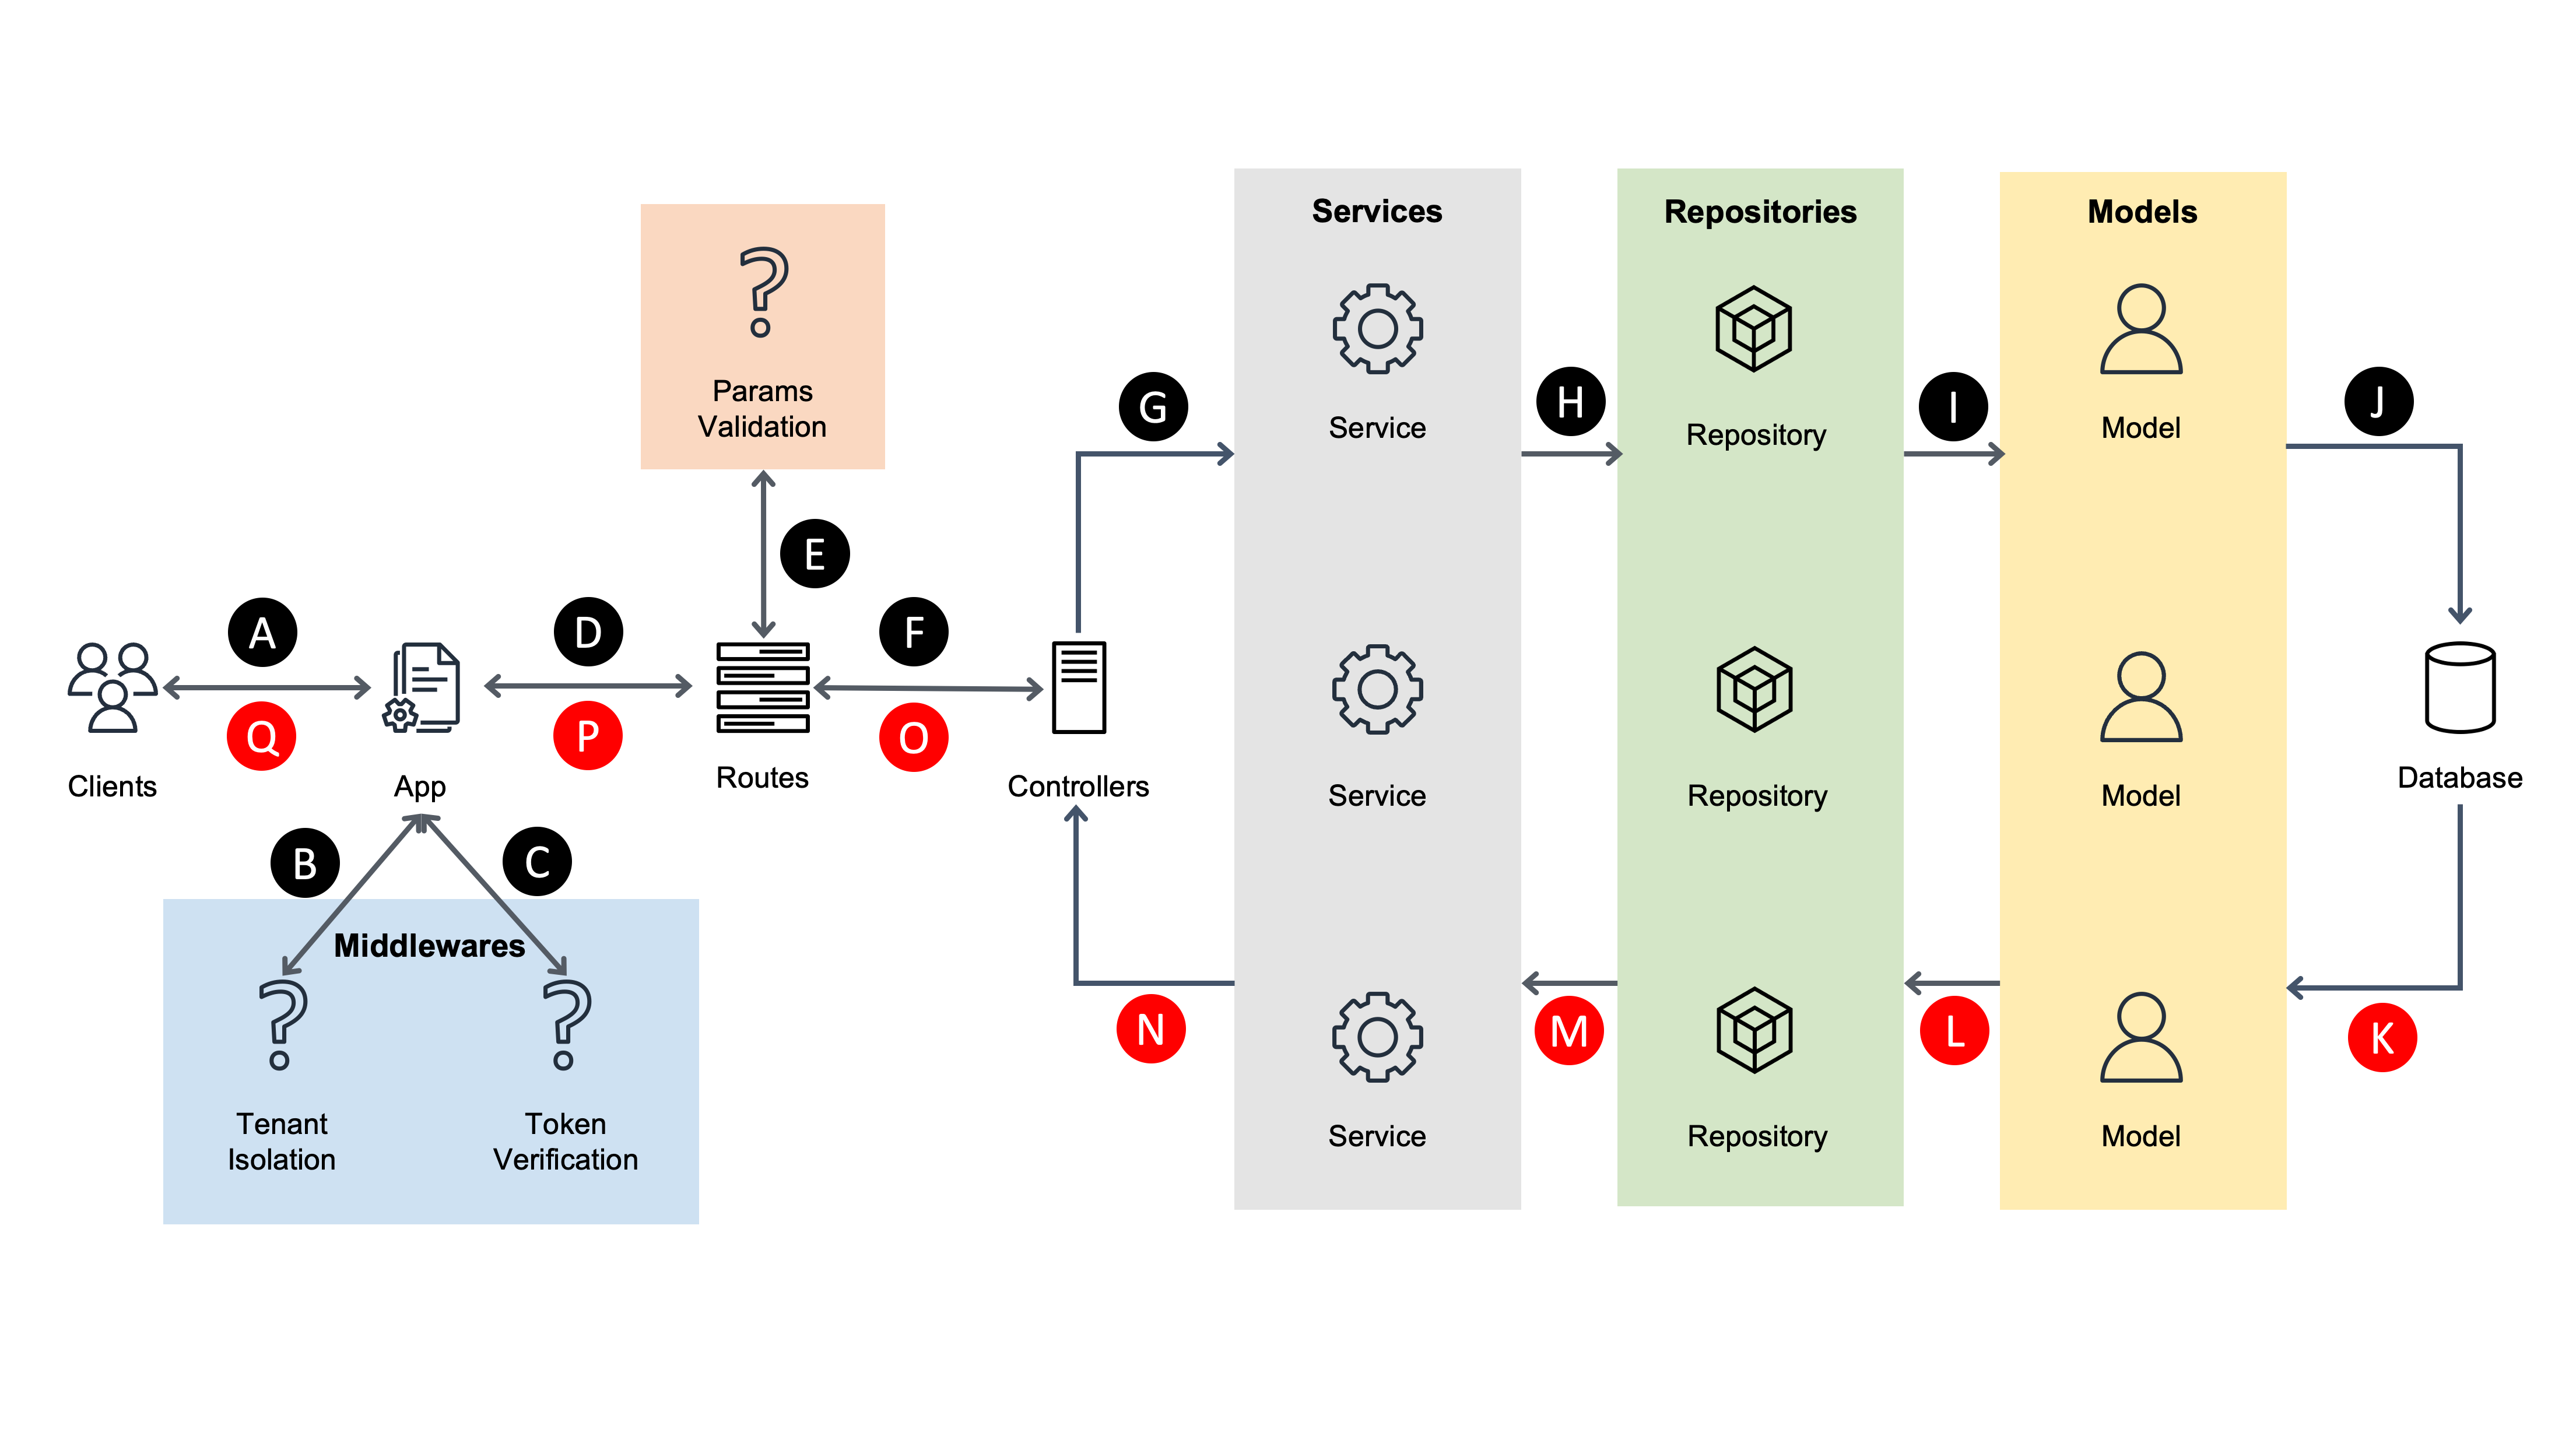 Services
Repositories
Models
Params
Validation
G
H
I
J
Service
Repository
Model
E
A
D
F
Q
P
O
Clients
App
Routes
Controllers
Service
Repository
Model
Database
B
C
Middlewares
N
M
L
K
Tenant
Isolation
Token
Verification
Service
Repository
Model